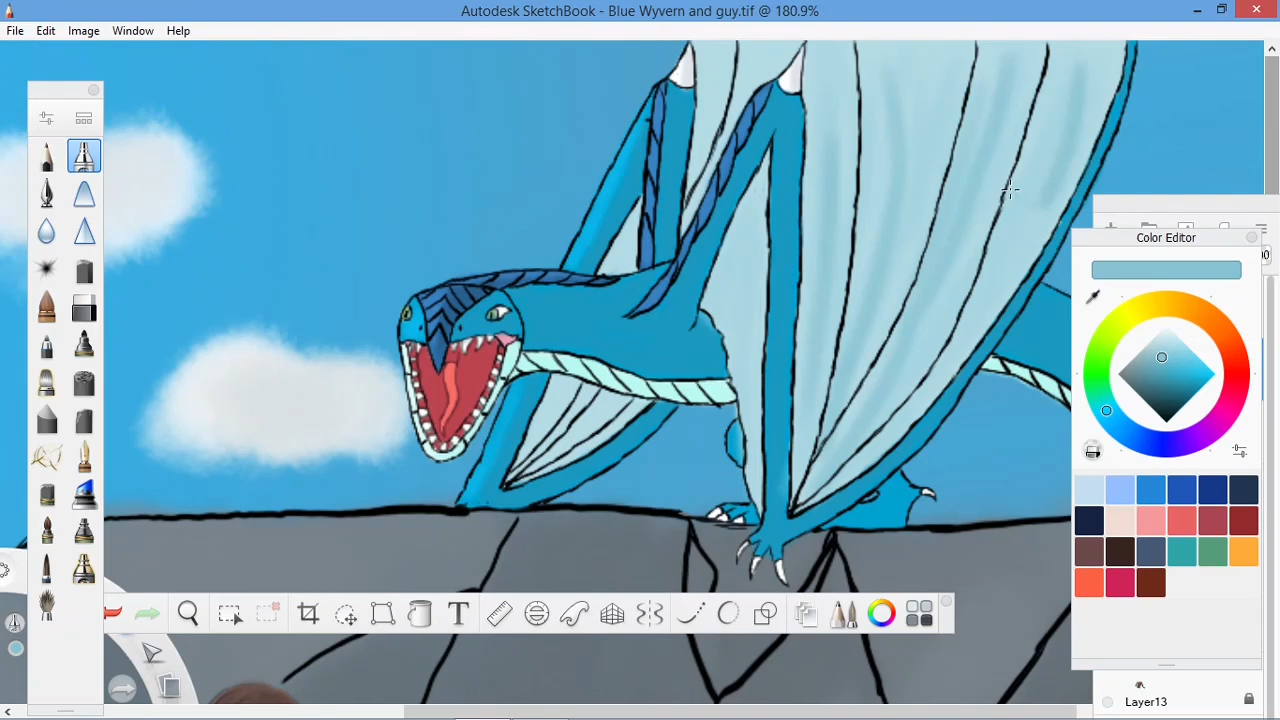 Autodesk SketchBook - Blue Wyvern and guy.tif @ 180.9%
File Edit Image Window Help
Color Editor
T
Layer13